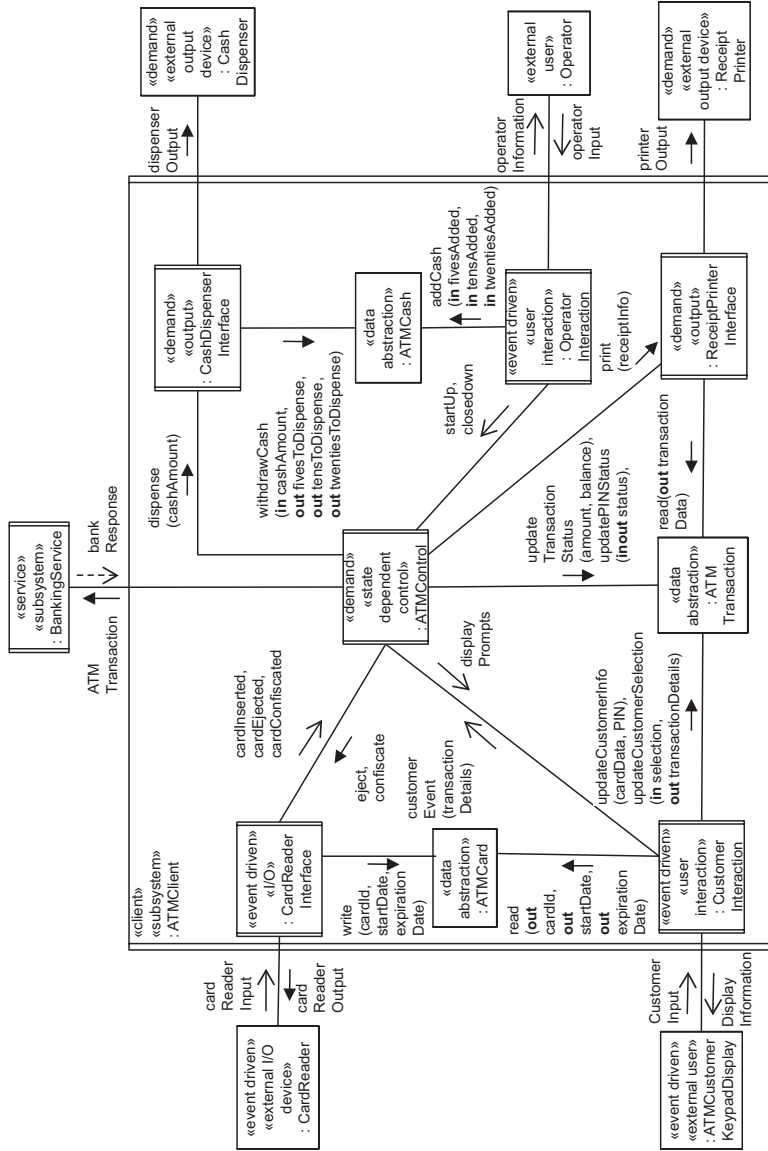 «service»
«subsystem»
: BankingService
ATM
Transaction
bank
Response
«client»
«subsystem»
: ATMClient
«event driven»
«external I/O
device»
: CardReader
card
Reader
Input
card
Reader
Output
«event driven»
«I/O»
: CardReader
Interface
cardInserted,
cardEjected,
cardConfiscated
eject,
confiscate
write
(cardId,
startDate,
expiration
Date)
«data
abstraction»
: ATMCard
read
(out
cardId,
out
startDate,
out
expiration
Date)
customer
Event
(transaction
Details)
display
Prompts
«event driven»
«external user»
: ATMCustomer
KeypadDisplay
Customer
Input
Display
Information
«event driven»
«user
interaction»
: Customer
Interaction
updateCustomerInfo
(cardData, PIN),
updateCustomerSelection
(in selection,
out transactionDetails)
«demand»
«state
dependent
control»
: ATMControl
dispense
(cashAmount)
«demand»
«output»
: CashDispenser
Interface
dispenser
Output
«demand»
«external
output
device»
: Cash
Dispenser
withdrawCash
(in cashAmount,
out fivesToDispense,
out tensToDispense,
out twentiesToDispense)
«data
abstraction»
: ATMCash
addCash
(in fivesAdded,
in tensAdded,
in twentiesAdded)
startUp,
closedown
«event driven»
«user
interaction»
: Operator
Interaction
operator
Information
operator
Input
«external
user»
: Operator
print
(receiptInfo)
update
Transaction
Status
(amount, balance),
updatePINStatus
(inout status),
«data
abstraction»
: ATM
Transaction
read(out transaction
Data)
«demand»
«output»
: ReceiptPrinter
Interface
printer
Output
«demand»
«external
output device»
: Receipt
Printer